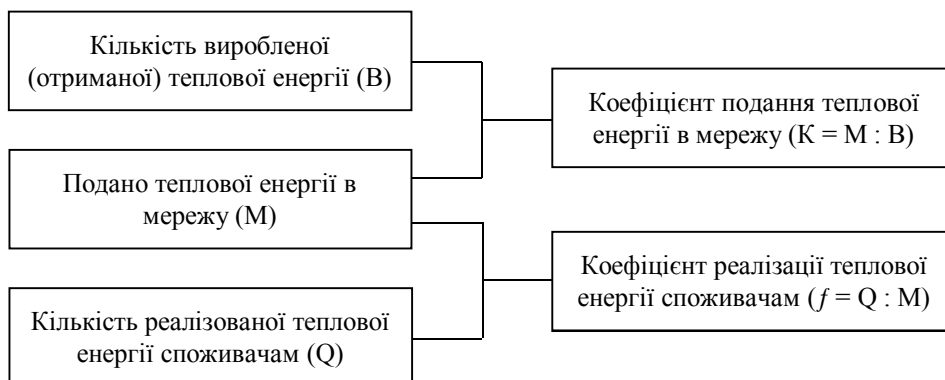 Кількість виробленої
(отриманої) теплової енергії (В)
Подано теплової енергії в
мережу (М)
Кількість реалізованої теплової
енергії споживачам (Q)
Коефіцієнт подання теплової
енергії в мережу (К = М : В)
Коефіцієнт реалізації теплової
енергії споживачам (f = Q : М)